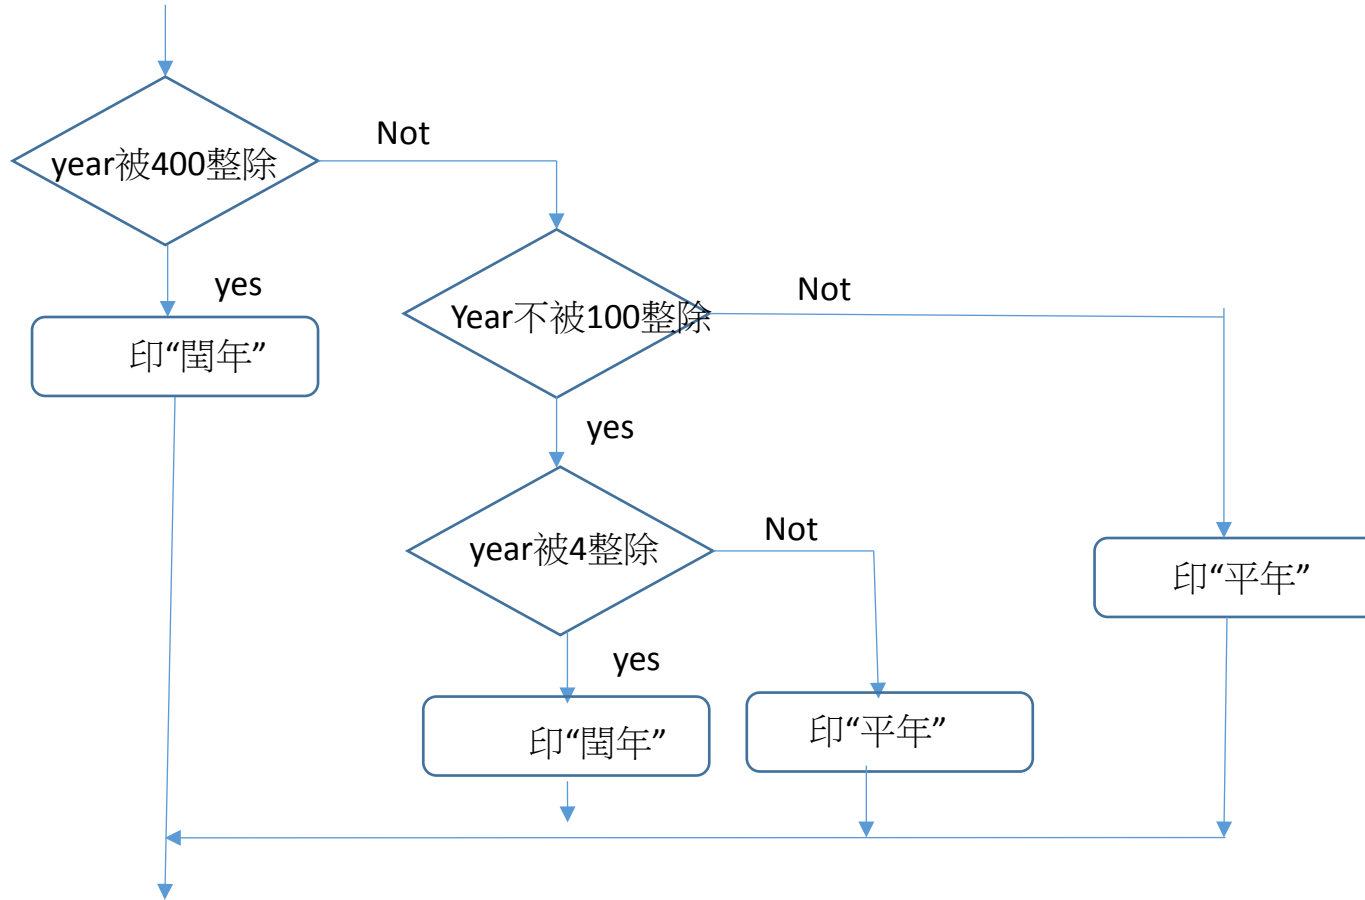 Not
year被400整除
yes
Year不被100整除
Not
印“閏年”
yes
year被4整除
Not
印“平年”
yes
印“閏年”
印“平年”